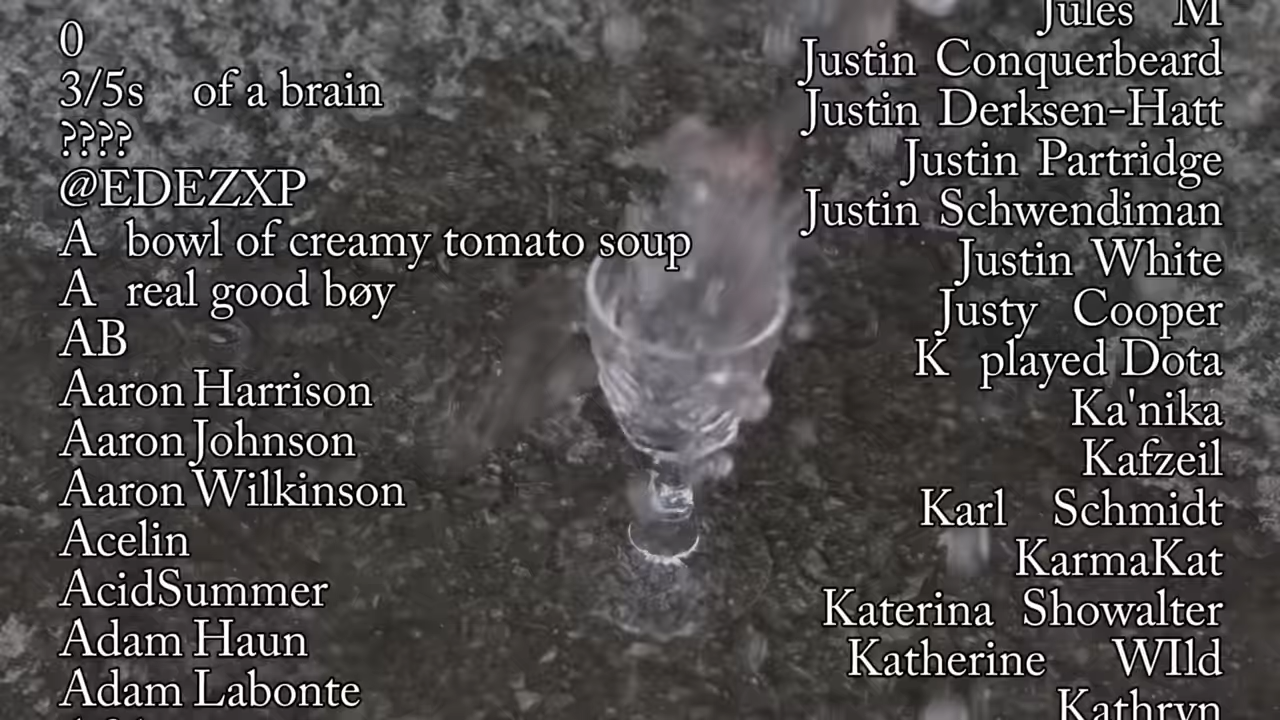 0
3/5s of a brain
????
@EDEZXP
A bowl of creamy tomato soup
A real good bøy
AB
Aaron Harrison
Aaron Johnson
Aaron Wilkinson
Acelin
AcidSummer
Adam Haun
Adam Labonte
Jules M
Justin Conquerbeard
Justin Derksen-Hatt
Justin Partridge
Justin Schwendiman
Justin White
Justy Cooper
K played Dota
Ka'nika
Kafzeil
Karl Schmidt
KarmaKat
Katerina Showalter
Katherine WIld
Kathryn